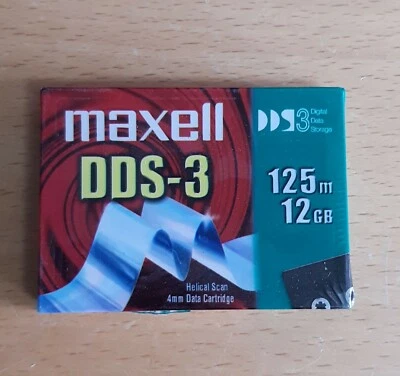 maxell
DDS-3
Helical Scan
4mm Data Cartridge
DDS3 Digital
Data
Storage
125m
12GB